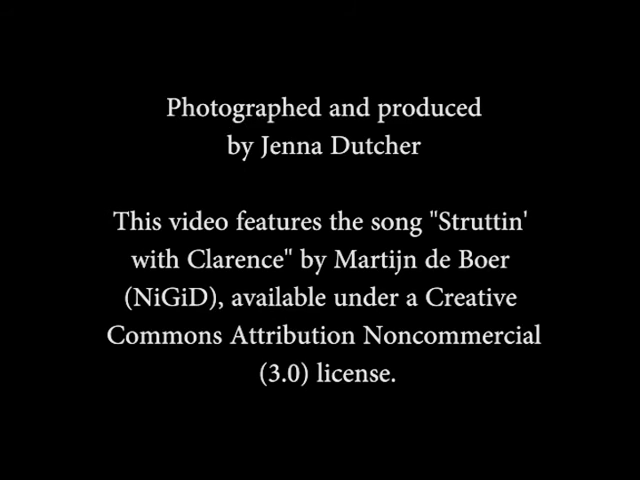 Photographed and produced
by Jenna Dutcher
This video features the song "Struttin'
with Clarence" by Martijn de Boer
(NiGiD), available under a Creative
Commons Attribution Noncommercial
(3.0) license.